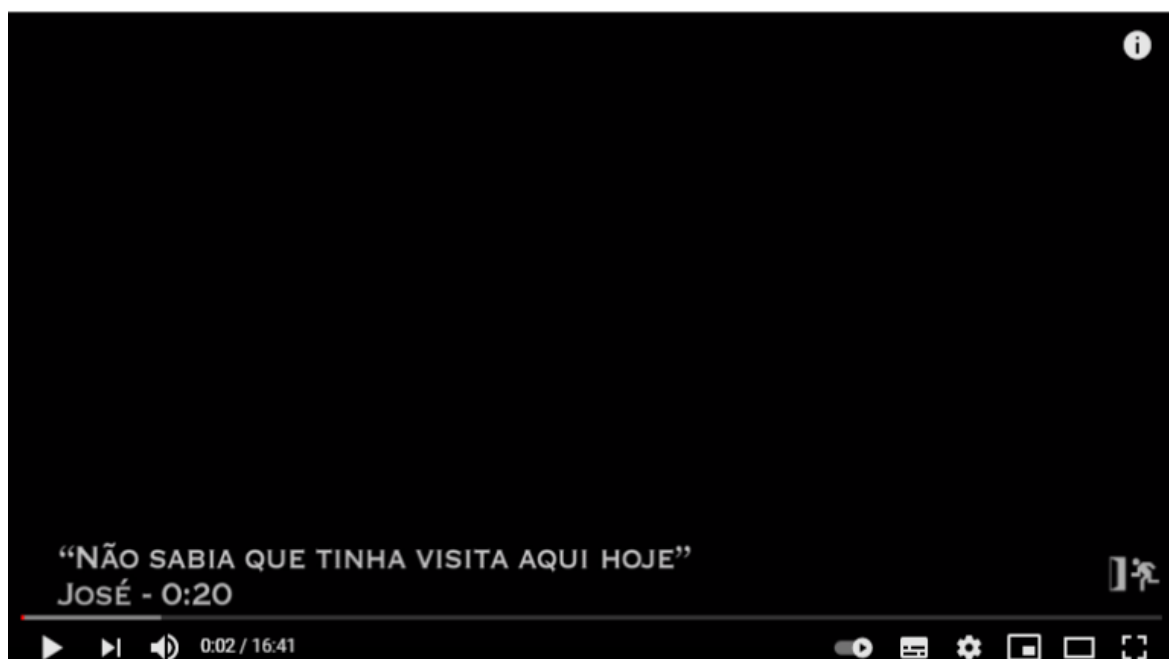 “NÃO SABIA QUE TINHA VISITA AQUI HOJE”
JOSÉ - 0:20
0:02 / 16:41